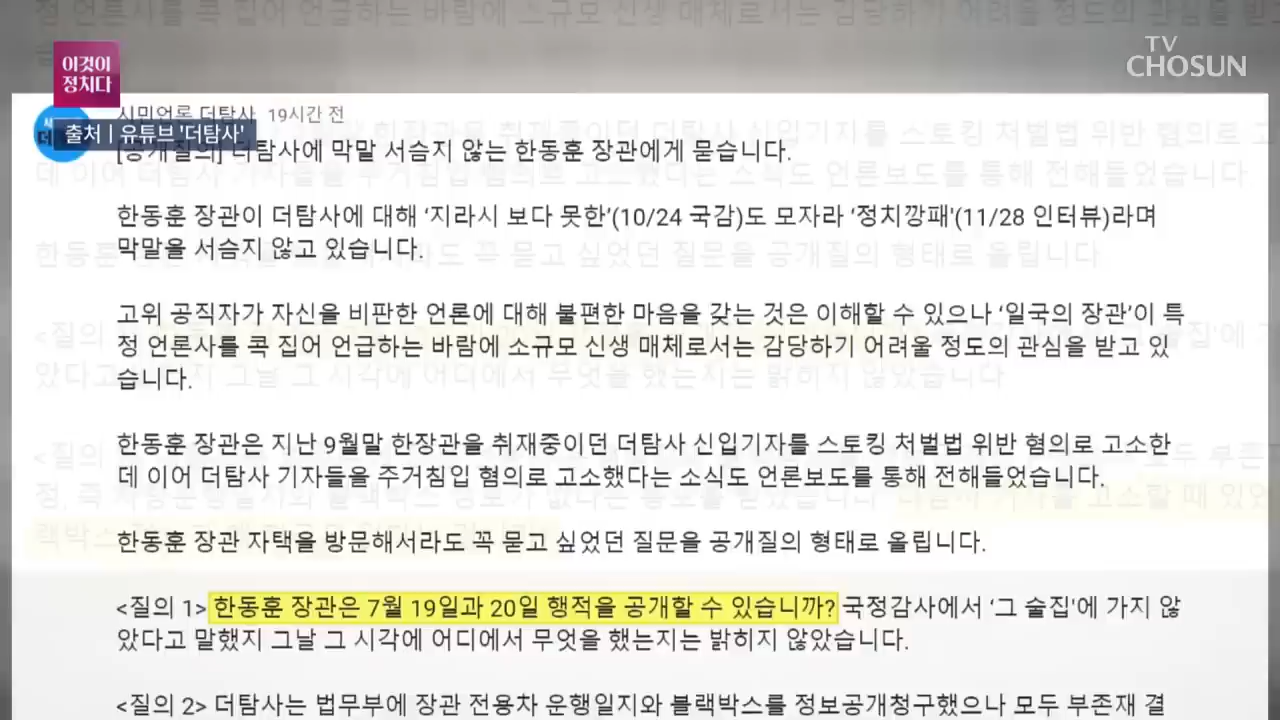 TV
CHOSUN
이것이
정치다
시민언론 더탐사 19시간 전
출처 | 유튜브 '더탐사'
[공개질의] 더탐사에 막말 서슴지 않는 한동훈 장관에게 묻습니다.
한동훈 장관이 더탐사에 대해 ‘지라시 보다 못한’(10/24 국감)도 모자라 ‘정치깡패’(11/28 인터뷰)라며
막말을 서슴지 않고 있습니다.
고위 공직자가 자신을 비판한 언론에 대해 불편한 마음을 갖는 것은 이해할 수 있으나 ‘일국의 장관’이 특
정 언론사를 콕 집어 언급하는 바람에 소규모 신생 매체로서는 감당하기 어려울 정도의 관심을 받고 있
습니다.
한동훈 장관은 지난 9월말 한장관을 취재중이던 더탐사 신입기자를 스토킹 처벌법 위반 혐의로 고소한
데 이어 더탐사 기자들을 주거침입 혐의로 고소했다는 소식도 언론보도를 통해 전해들었습니다.
한동훈 장관 자택을 방문해서라도 꼭 묻고 싶었던 질문을 공개질의 형태로 올립니다.
<질의 1> 한동훈 장관은 7월 19일과 20일 행적을 공개할 수 있습니까? 국정감사에서 ‘그 술집’에 가지 않
았다고 말했지 그날 그 시각에 어디에서 무엇을 했는지는 밝히지 않았습니다.
<질의 2> 더탐사는 법무부에 장관 전용차 운행일지와 블랙박스를 정보공개청구했으나 모두 부존재 결